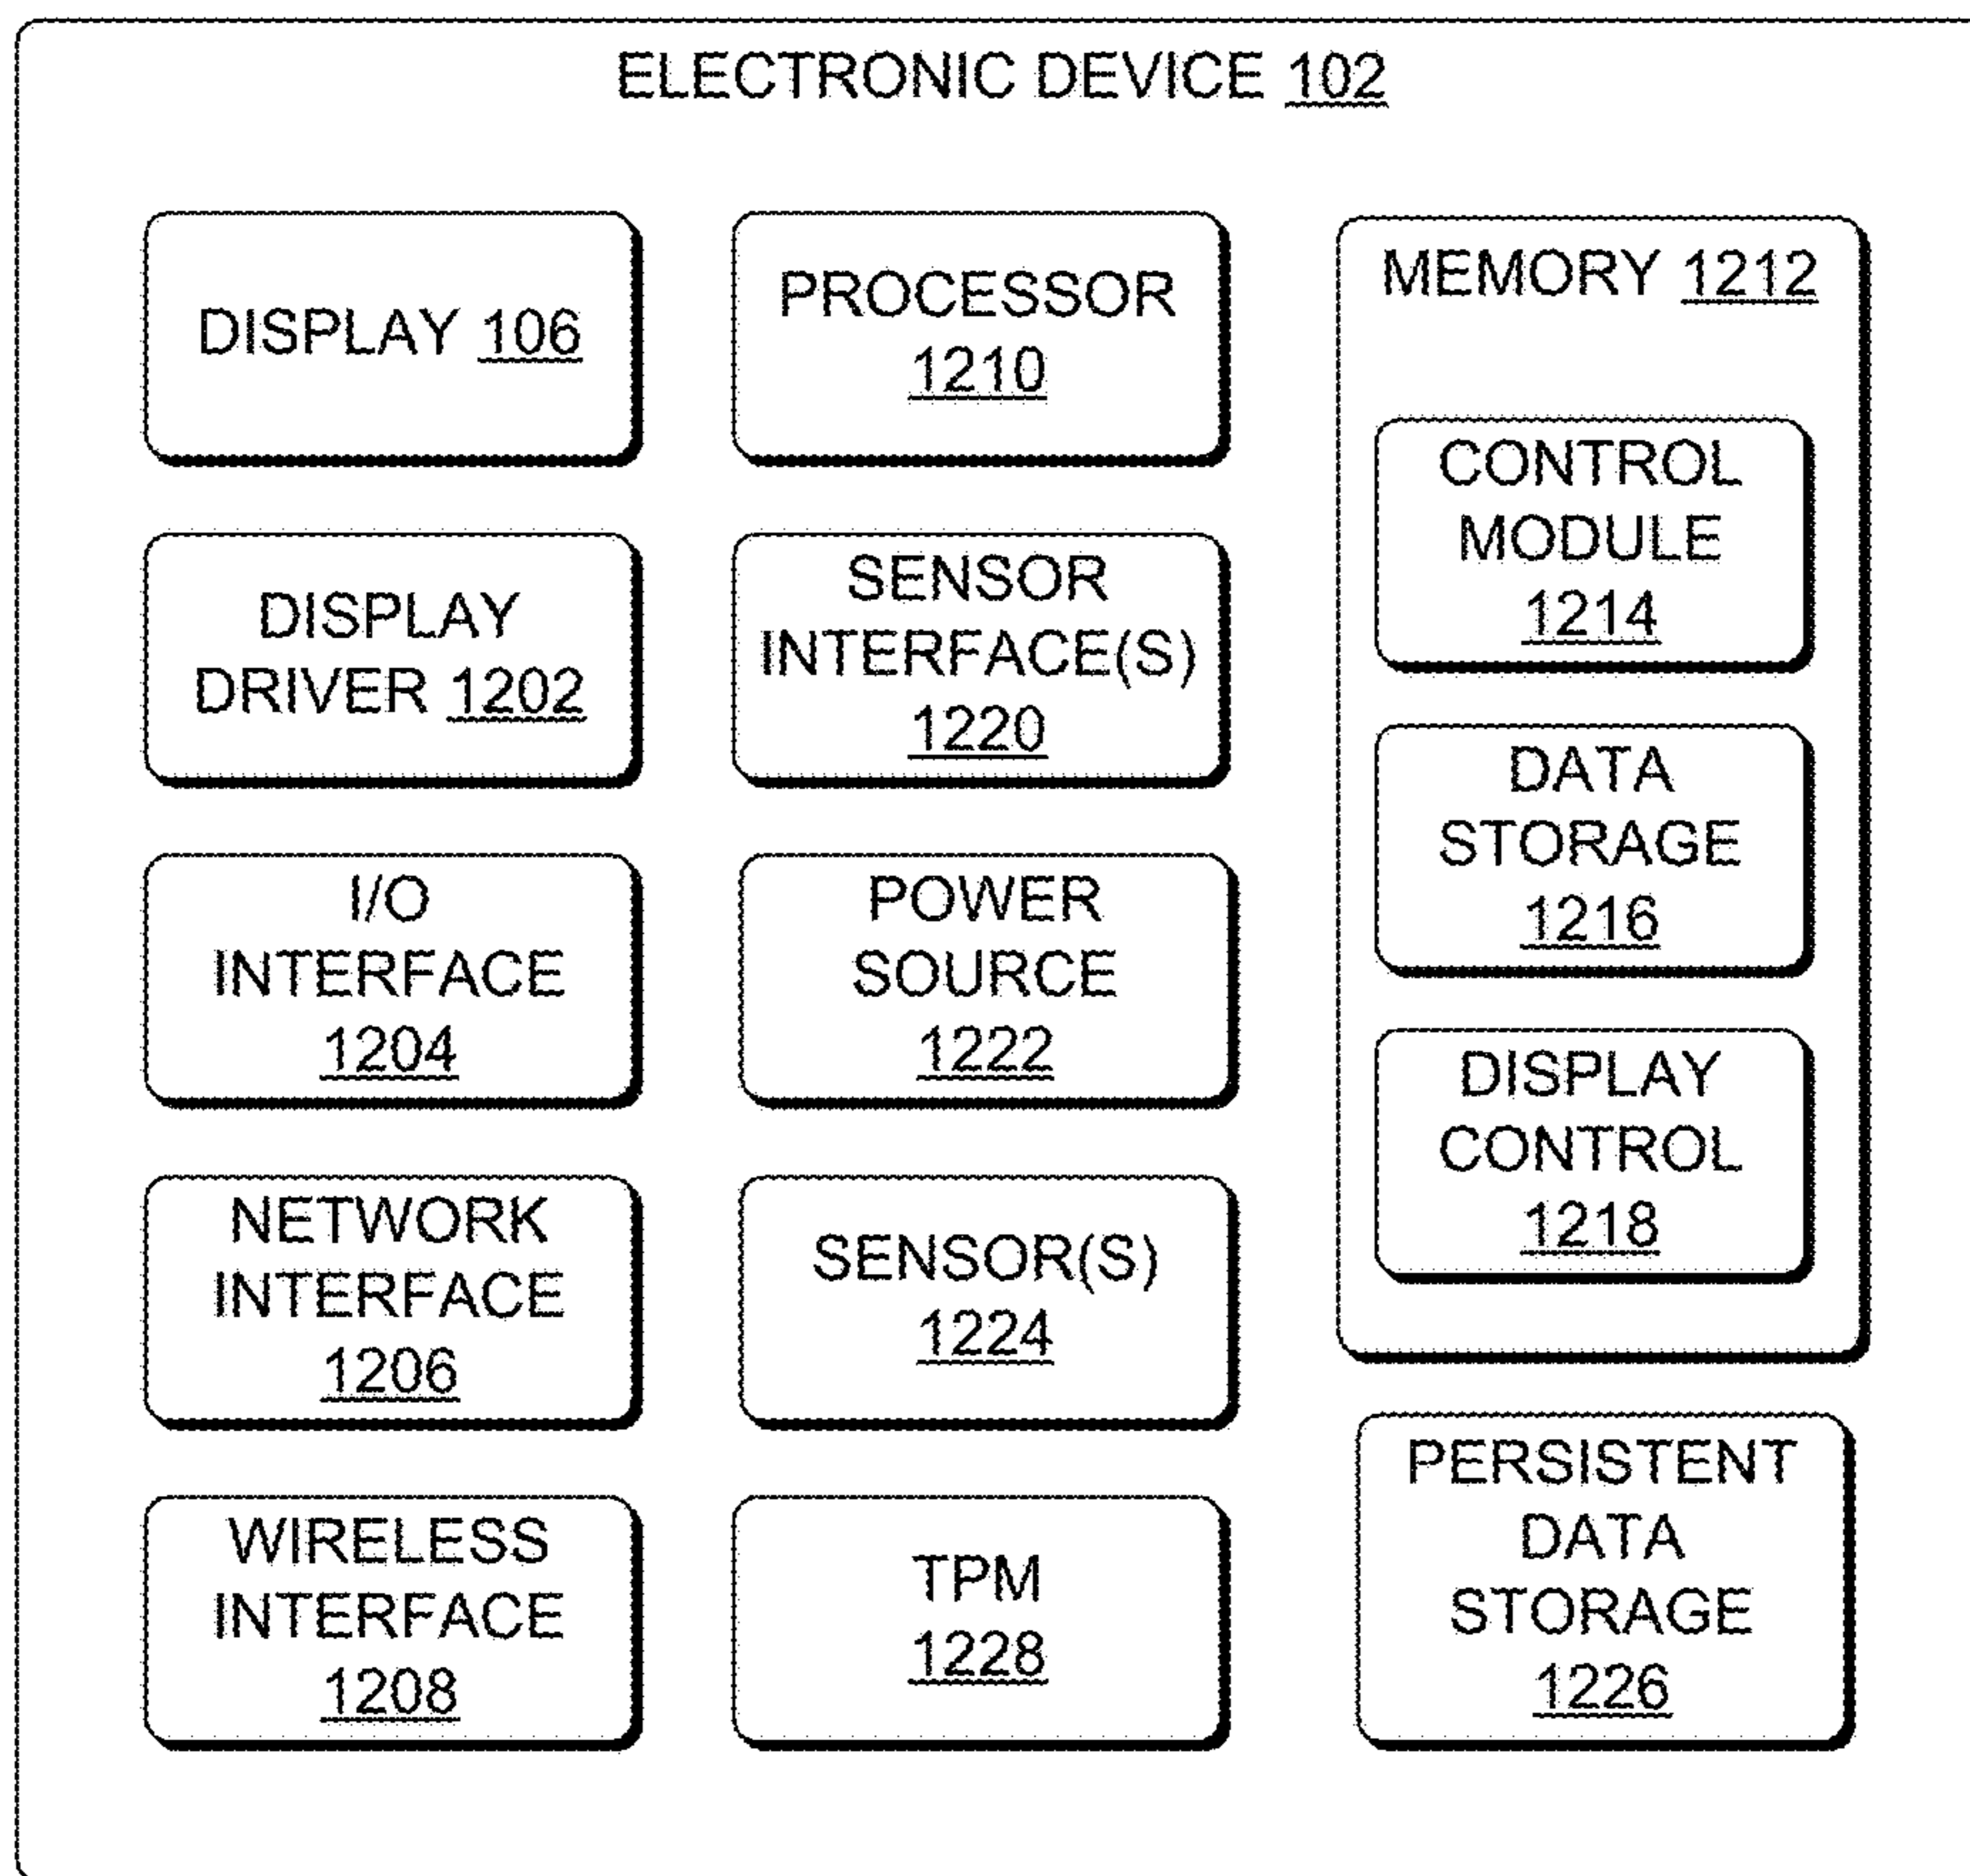 ELECTRONIC DEVICE 102
DISPLAY 106
DISPLAY
DRIVER 1202
I/O
INTERFACE
1204
NETWORK
INTERFACE
1206
WIRELESS
INTERFACE
1208
PROCESSOR
1210
SENSOR
INTERFACE(S)
1220
POWER
SOURCE
1222
SENSOR(S)
1224
TPM
1228
MEMORY 1212
CONTROL
MODULE
1214
DATA
STORAGE
1216
DISPLAY
CONTROL
1218
PERSISTENT
DATA
STORAGE
1226